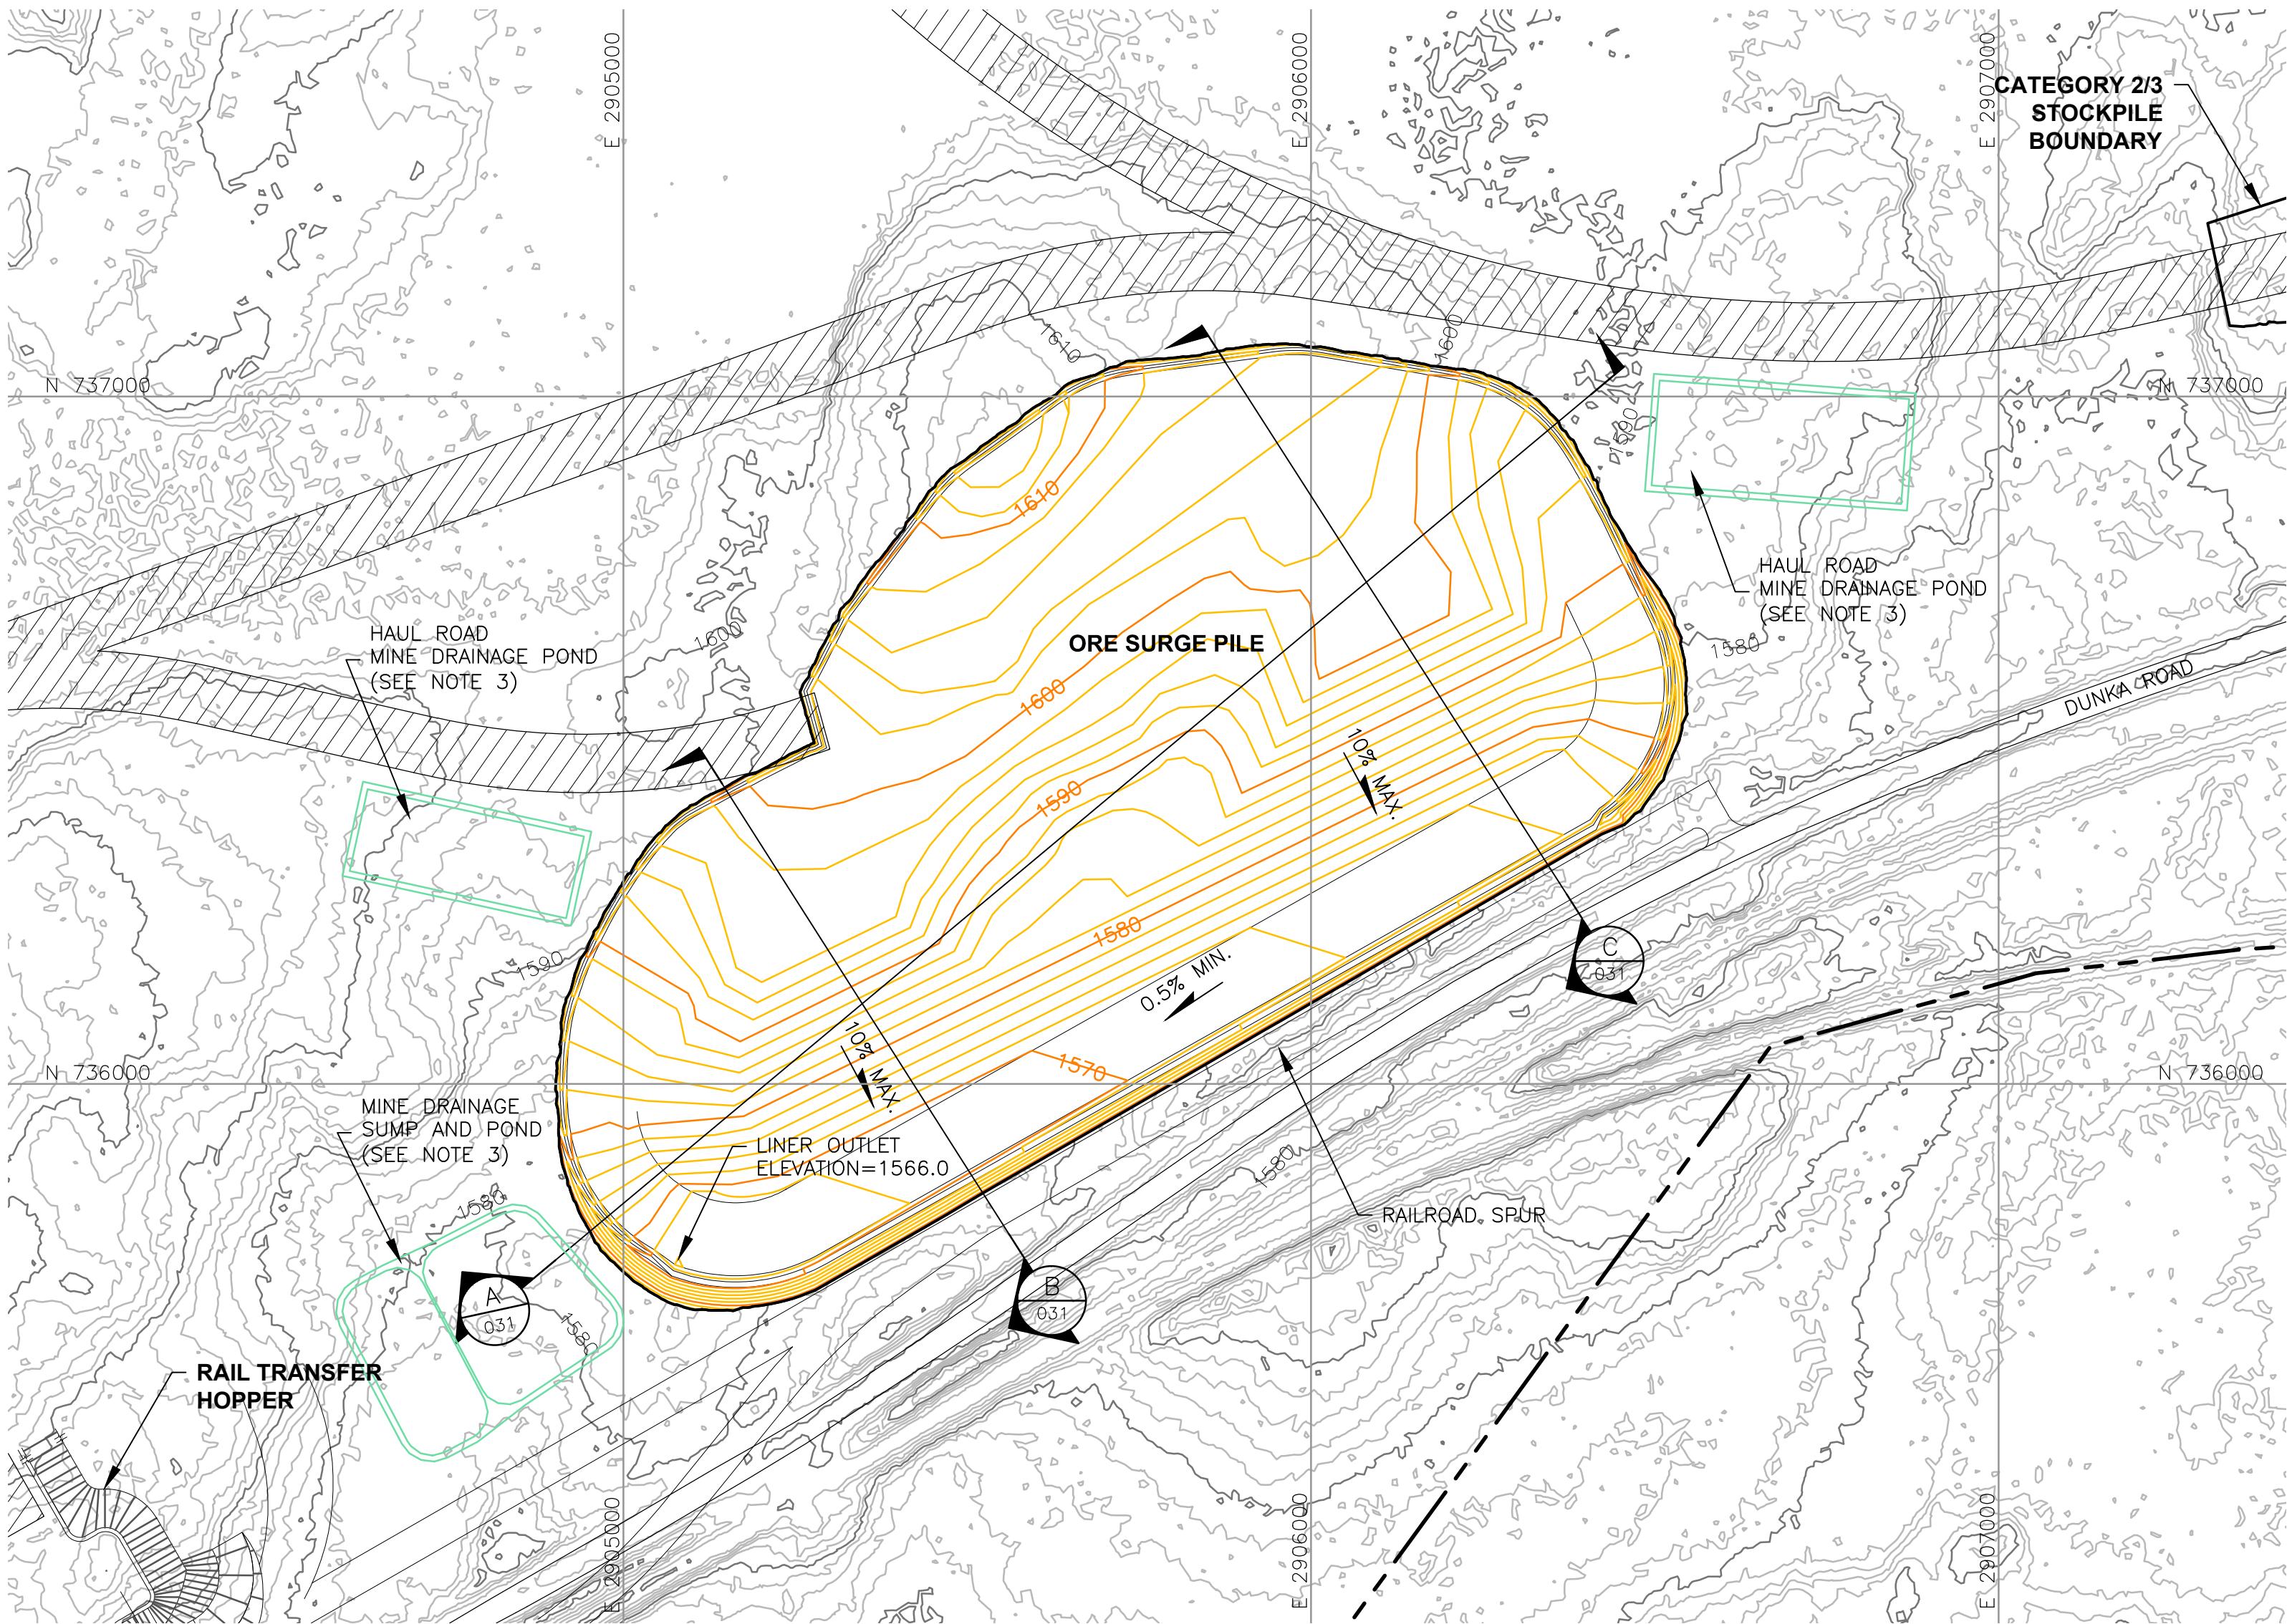 E 2905000
E 2906000
E 2907000
CATEGORY 2/3
STOCKPILE
BOUNDARY
N 737000
N 737000
1610
1600
1590
1610
HAUL ROAD
MINE DRAINAGE POND
(SEE NOTE 3)
HAUL ROAD
MINE DRAINAGE POND
(SEE NOTE 3)
1600
ORE SURGE PILE
1580
1600
DUNKA ROAD
10% MAX.
1590
1580
1590
0.5% MIN.
C
031
10% MAX.
1570
N 736000
N 736000
MINE DRAINAGE
SUMP AND POND
(SEE NOTE 3)
LINER OUTLET
ELEVATION=1566.0
1580
1580
RAILROAD SPUR
A
031
B
031
1580
RAIL TRANSFER
HOPPER
E 2905000
E 2906000
E 2907000